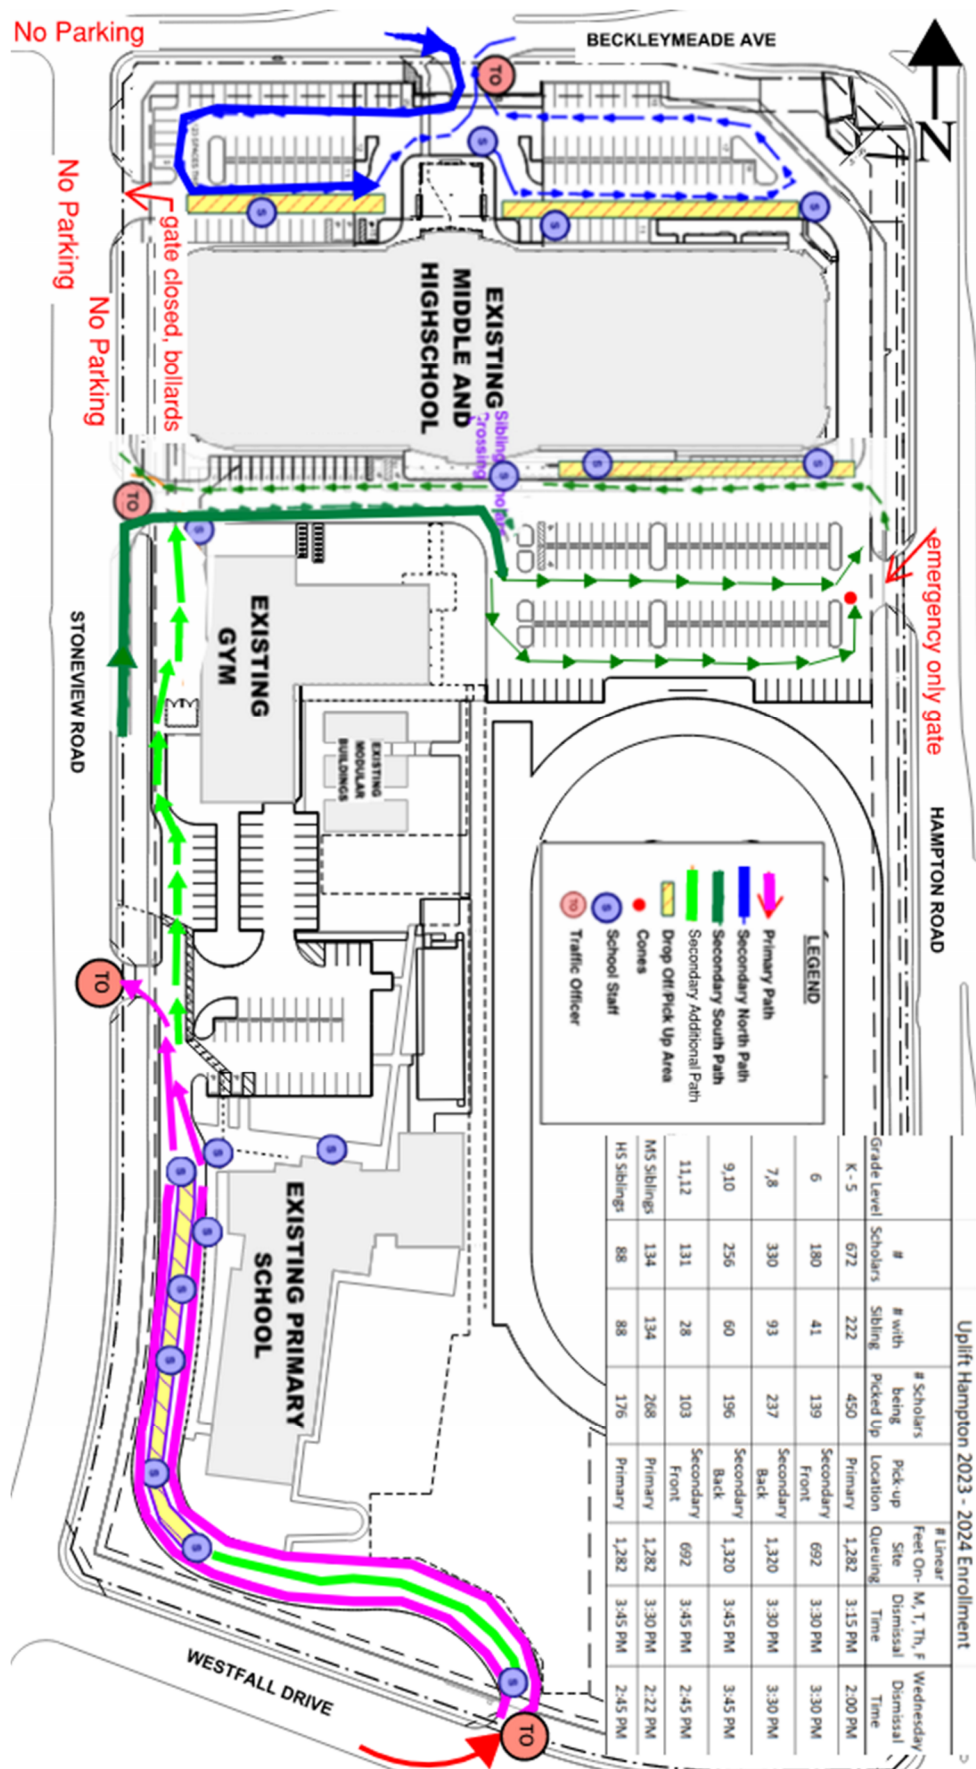 No Parking
BECKLEYMEADE AVE
N
TO
S
S
S
S
No Parking
No Parking
gate closed, bollards
EXISTING
MIDDLE AND
HIGHSCHOOL
Sibling
Crossing
S
S
S
TO
S
emergency only gate
EXISTING
GYM
STONEVIEW ROAD
EXISTING
MODULAR
BUILDINGS
HAMPTON ROAD
LEGEND
Primary Path
Secondary North Path
Secondary South Path
Secondary Additional Path
Drop Off/Pick Up Area
Cones
S School Staff
TO Traffic Officer
TO
S
S
S
S
S
S
S
S
S
EXISTING PRIMARY
SCHOOL
WESTFALL DRIVE
TO
Uplift Hampton 2023 - 2024 Enrollment
Grade Level # Scholars # with Sibling # Scholars being Picked Up Pick-up Location # Linear Feet On-Site Queuing M, T, Th, F Dismissal Time Wednesday Dismissal Time
K - 5 672 222 450 Primary 1,282 3:15 PM 2:00 PM
6 180 41 139 Secondary Front 692 3:30 PM 3:30 PM
7,8 330 93 237 Secondary Back 1,320 3:30 PM 3:30 PM
9,10 256 60 196 Secondary Back 1,320 3:45 PM 3:45 PM
11,12 131 28 103 Secondary Front 692 3:45 PM 2:45 PM
MS Siblings 134 134 268 Primary 1,282 3:30 PM 2:22 PM
HS Siblings 88 88 176 Primary 1,282 3:45 PM 2:45 PM